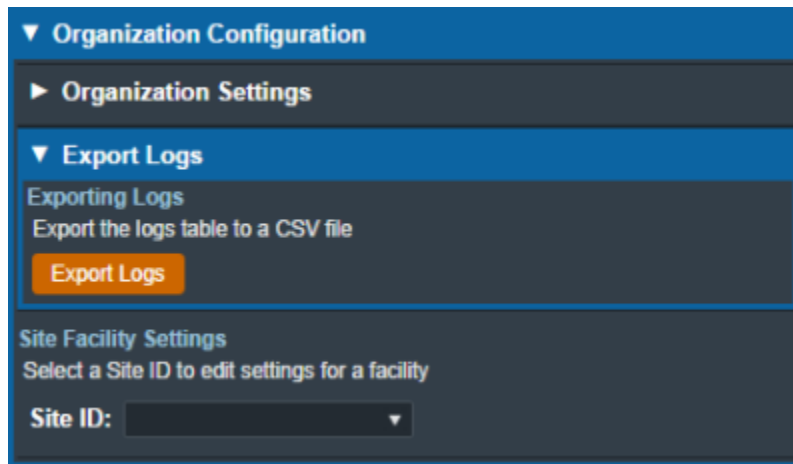 ▼ Organization Configuration
► Organization Settings
▼ Export Logs
Exporting Logs
Export the logs table to a CSV file
Export Logs
Site Facility Settings
Select a Site ID to edit settings for a facility
Site ID: